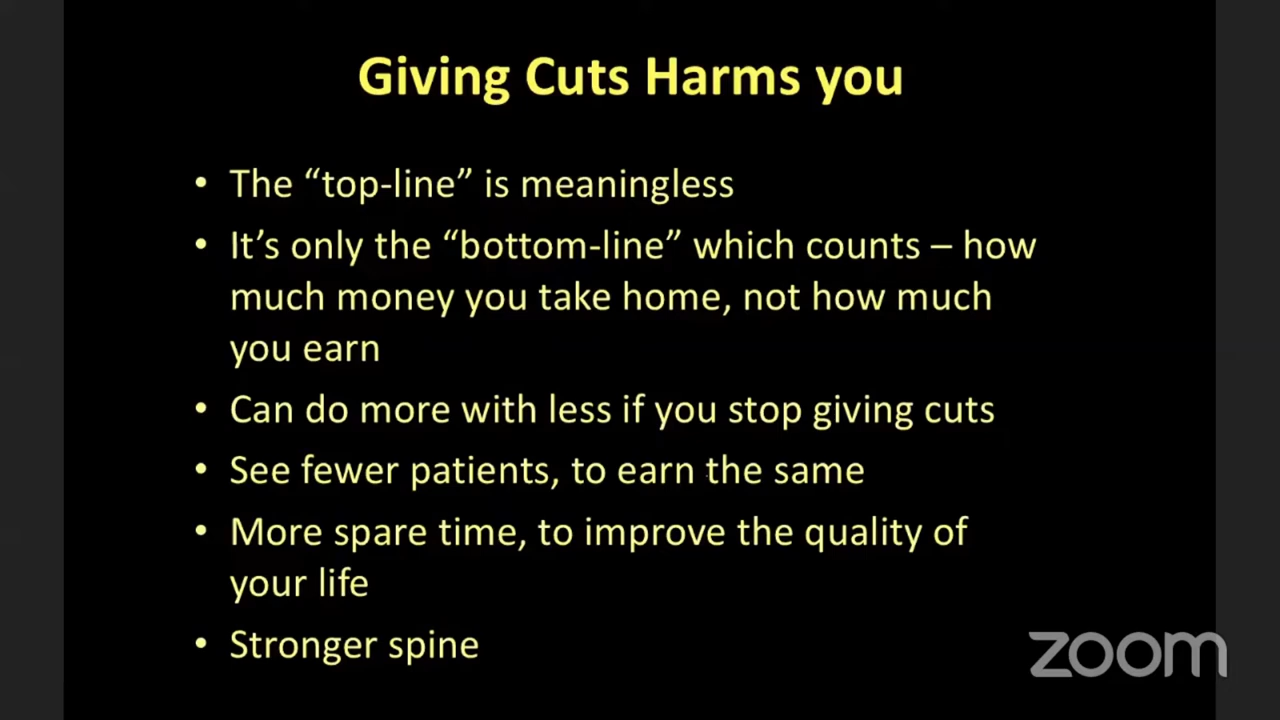 Giving Cuts Harms you
• The “top-line” is meaningless
• It’s only the “bottom-line” which counts – how
much money you take home, not how much
you earn
• Can do more with less if you stop giving cuts
• See fewer patients, to earn the same
• More spare time, to improve the quality of
your life
• Stronger spine
zoom